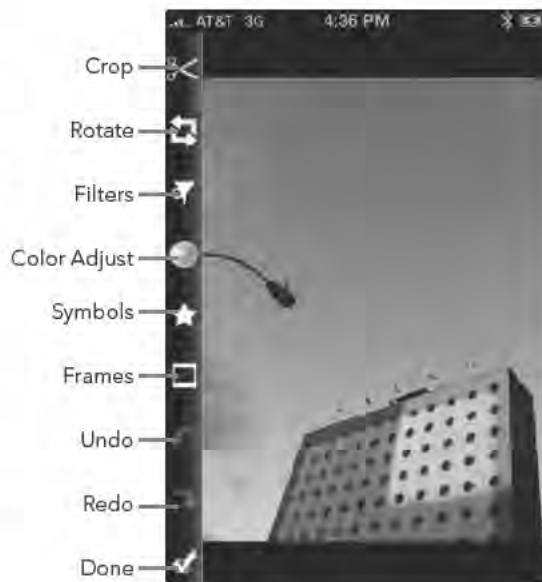 AT&T 3G 4:36 PM
Crop
Rotate
Filters
Color Adjust
Symbols
Frames
Undo
Redo
Done